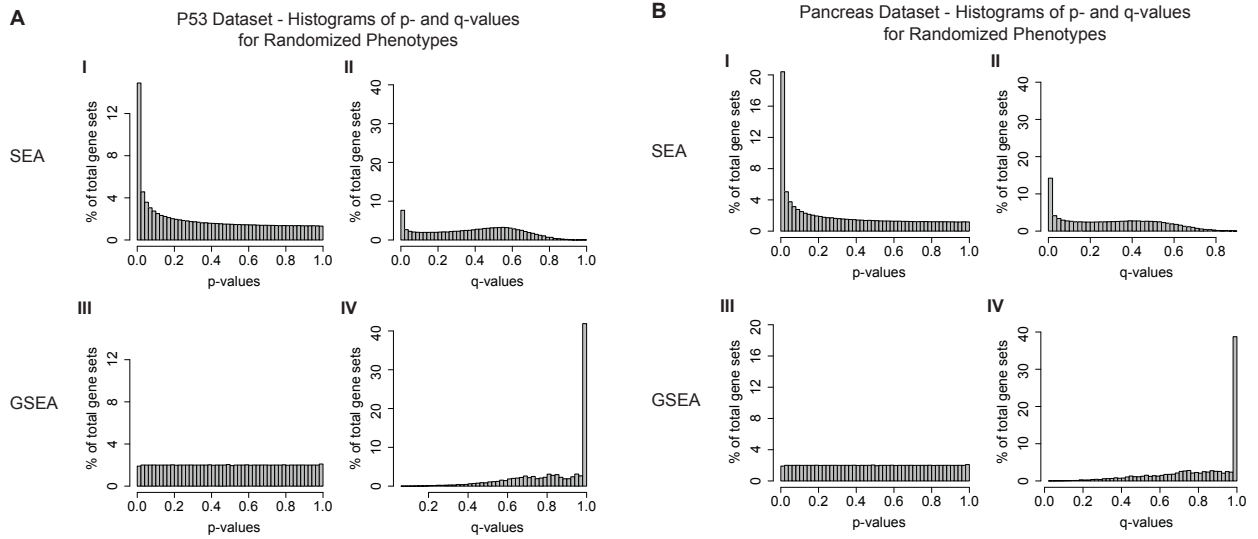 A
P53 Dataset - Histograms of p- and q-values
for Randomized Phenotypes
I
II
SEA
% of total gene sets
0 4 8 12
0.0 0.2 0.4 0.6 0.8 1.0
p-values
% of total gene sets
0 10 20 30 40
0.0 0.2 0.4 0.6 0.8 1.0
q-values
III
IV
GSEA
% of total gene sets
0 4 8 12
0.0 0.2 0.4 0.6 0.8 1.0
p-values
% of total gene sets
0 10 20 30 40
0.2 0.4 0.6 0.8 1.0
q-values
B
Pancreas Dataset - Histograms of p- and q-values
for Randomized Phenotypes
I
II
SEA
% of total gene sets
0 4 8 12 16 20
0.0 0.2 0.4 0.6 0.8 1.0
p-values
% of total gene sets
0 10 20 30 40
0.0 0.2 0.4 0.6 0.8
q-values
III
IV
GSEA
% of total gene sets
0 4 8 12 16 20
0.0 0.2 0.4 0.6 0.8 1.0
p-values
% of total gene sets
0 10 20 30 40
0.0 0.2 0.4 0.6 0.8 1.0
q-values